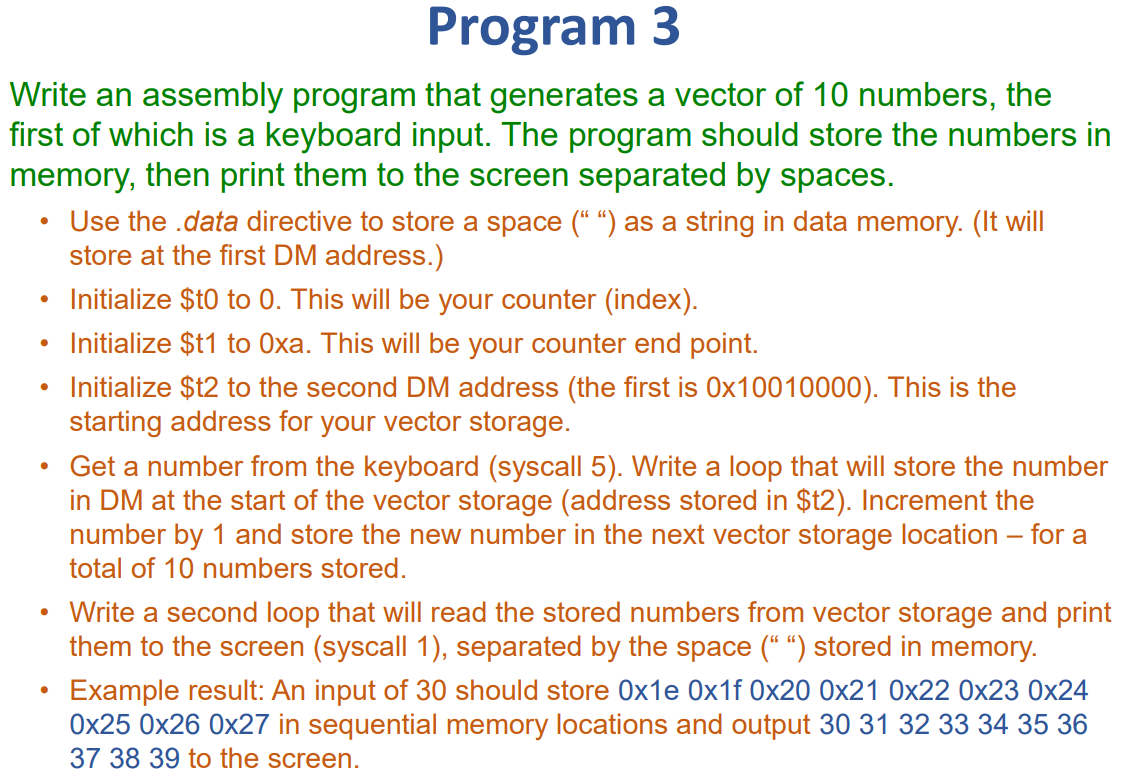 Program 3
Write an assembly program that generates a vector of 10 numbers, the
first of which is a keyboard input. The program should store the numbers in
memory, then print them to the screen separated by spaces.
• Use the .data directive to store a space (“ “) as a string in data memory. (It will
store at the first DM address.)
• Initialize $t0 to 0. This will be your counter (index).
• Initialize $t1 to 0xa. This will be your counter end point.
• Initialize $t2 to the second DM address (the first is 0x10010000). This is the
starting address for your vector storage.
• Get a number from the keyboard (syscall 5). Write a loop that will store the number
in DM at the start of the vector storage (address stored in $t2). Increment the
number by 1 and store the new number in the next vector storage location – for a
total of 10 numbers stored.
• Write a second loop that will read the stored numbers from vector storage and print
them to the screen (syscall 1), separated by the space (“ “) stored in memory.
• Example result: An input of 30 should store 0x1e 0x1f 0x20 0x21 0x22 0x23 0x24
0x25 0x26 0x27 in sequential memory locations and output 30 31 32 33 34 35 36
37 38 39 to the screen.